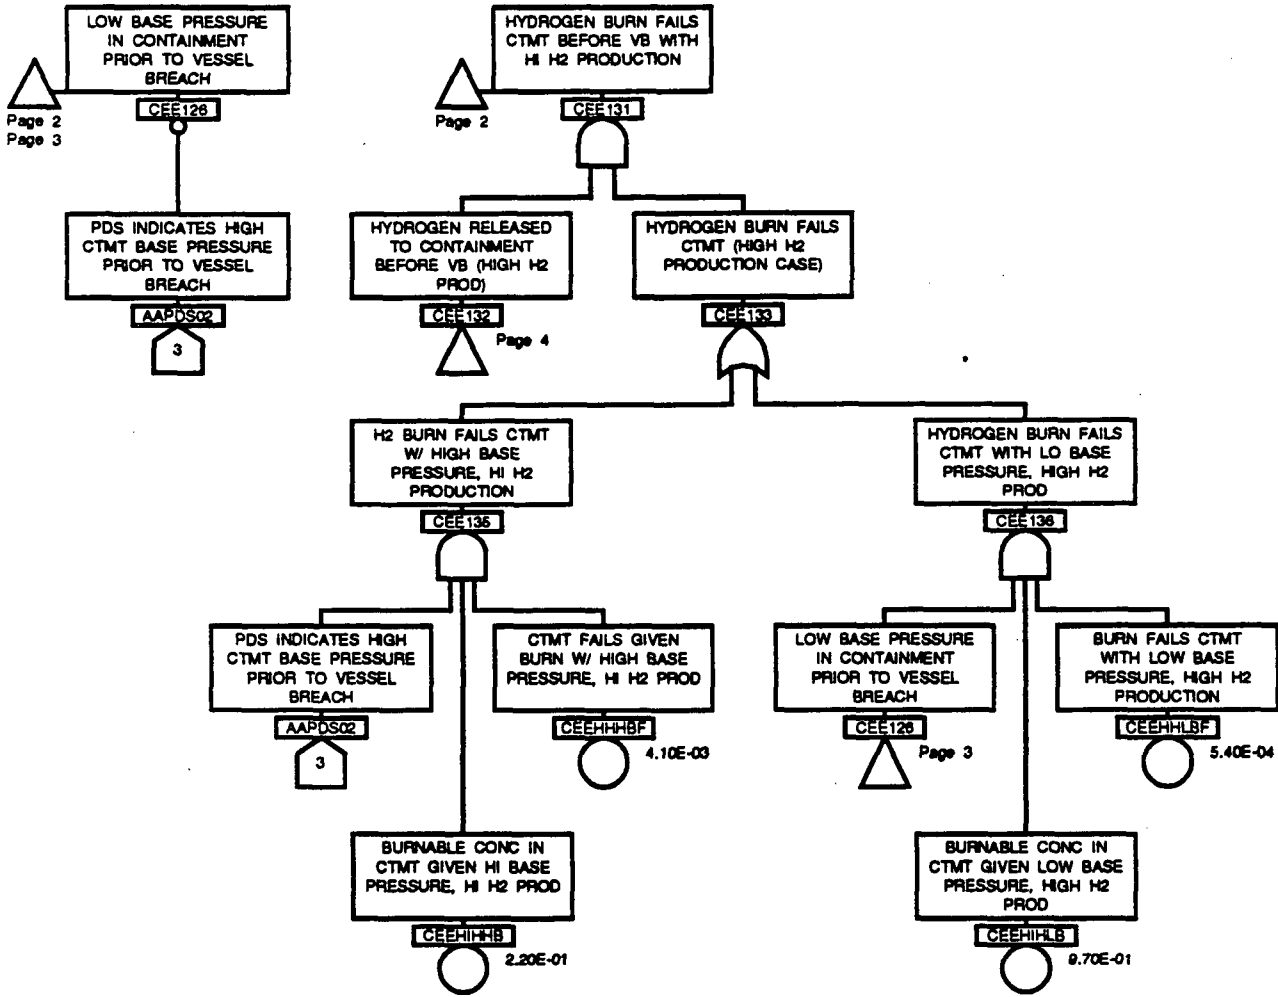 LOW BASE PRESSURE
IN CONTAINMENT
PRIOR TO VESSEL
BREACH
CEE126
Page 2
Page 3
PDS INDICATES HIGH
CTMT BASE PRESSURE
PRIOR TO VESSEL
BREACH
AAPDS02
3
HYDROGEN BURN FAILS
CTMT BEFORE VB WITH
HI H2 PRODUCTION
CEE131
Page 2
HYDROGEN RELEASED
TO CONTAINMENT
BEFORE VB (HIGH H2
PROD)
CEE132
Page 4
HYDROGEN BURN FAILS
CTMT (HIGH H2
PRODUCTION CASE)
CEE133
H2 BURN FAILS CTMT
W/ HIGH BASE
PRESSURE, HI H2
PRODUCTION
CEE135
HYDROGEN BURN FAILS
CTMT WITH LO BASE
PRESSURE, HIGH H2
PROD
CEE136
PDS INDICATES HIGH
CTMT BASE PRESSURE
PRIOR TO VESSEL
BREACH
AAPDS02
3
CTMT FAILS GIVEN
BURN W/ HIGH BASE
PRESSURE, HI H2 PROD
CEEHHHBF
4.10E-03
LOW BASE PRESSURE
IN CONTAINMENT
PRIOR TO VESSEL
BREACH
CEE126
Page 3
BURN FAILS CTMT
WITH LOW BASE
PRESSURE, HIGH H2
PRODUCTION
CEEHHLBF
5.40E-04
BURNABLE CONC IN
CTMT GIVEN HI BASE
PRESSURE, HI H2 PROD
CEEHIHHB
2.20E-01
BURNABLE CONC IN
CTMT GIVEN LOW BASE
PRESSURE, HIGH H2
PROD
CEEHIHLB
9.70E-01